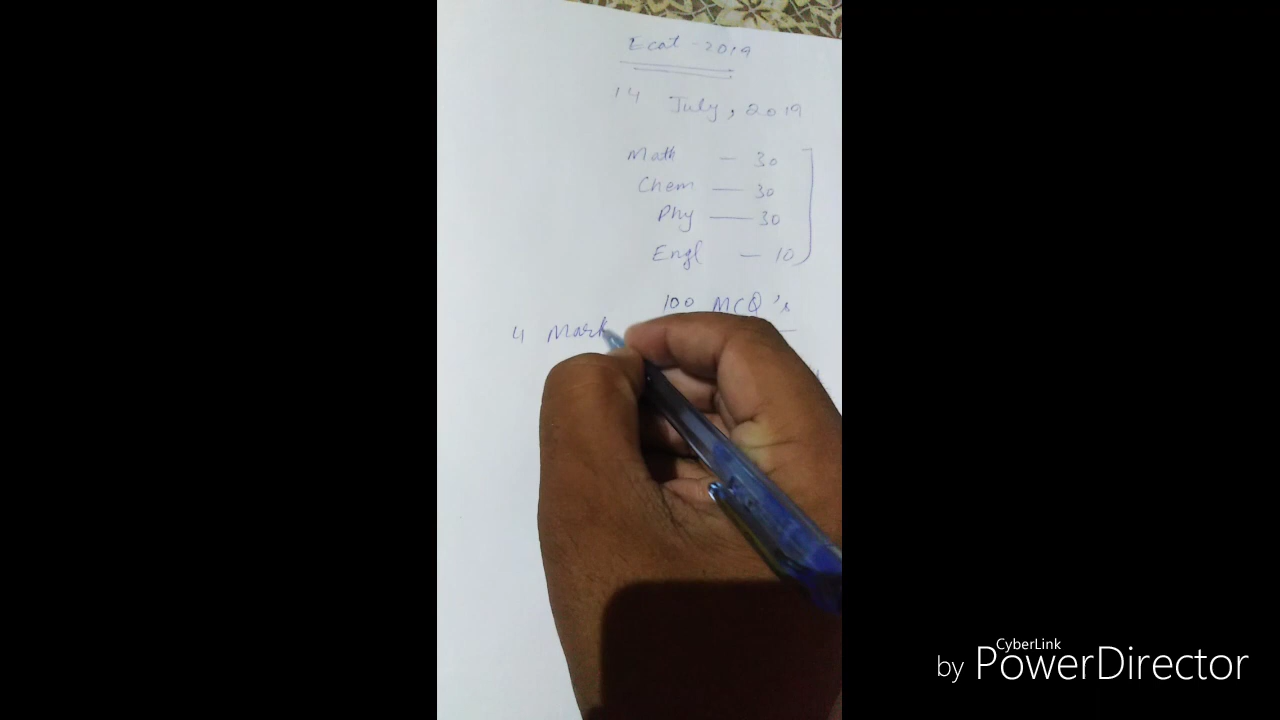 Ecat - 2019
14 July, 2019
Math — 30
Chem — 30
Phy — 30
Engl — 10
100 MCQ's
4 Mark
CyberLink
by PowerDirector